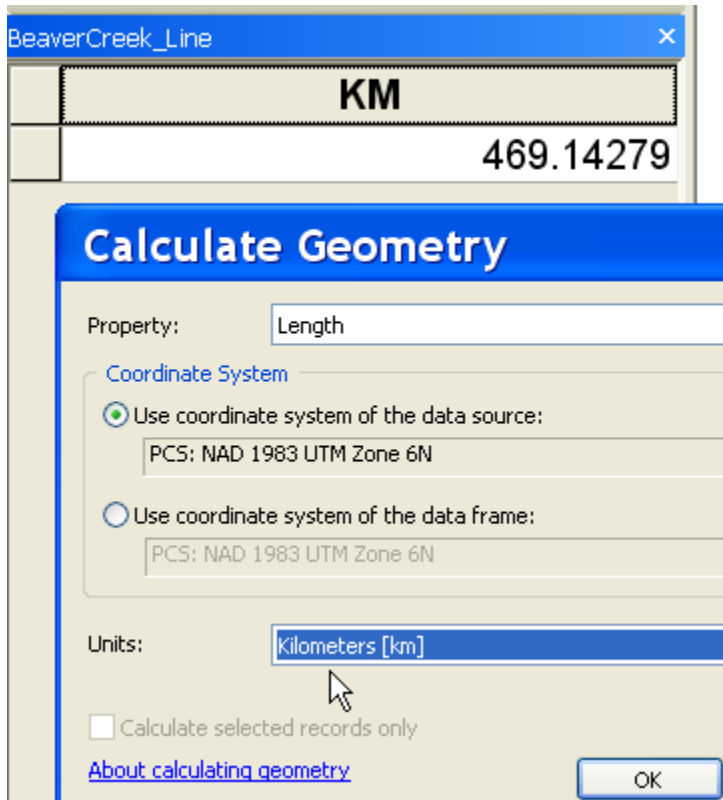 BeaverCreek_Line
KM
469.14279
Calculate Geometry
Property: Length
Coordinate System
Use coordinate system of the data source:
PCS: NAD 1983 UTM Zone 6N
Use coordinate system of the data frame:
PCS: NAD 1983 UTM Zone 6N
Units: Kilometers [km]
Calculate selected records only
About calculating geometry
OK